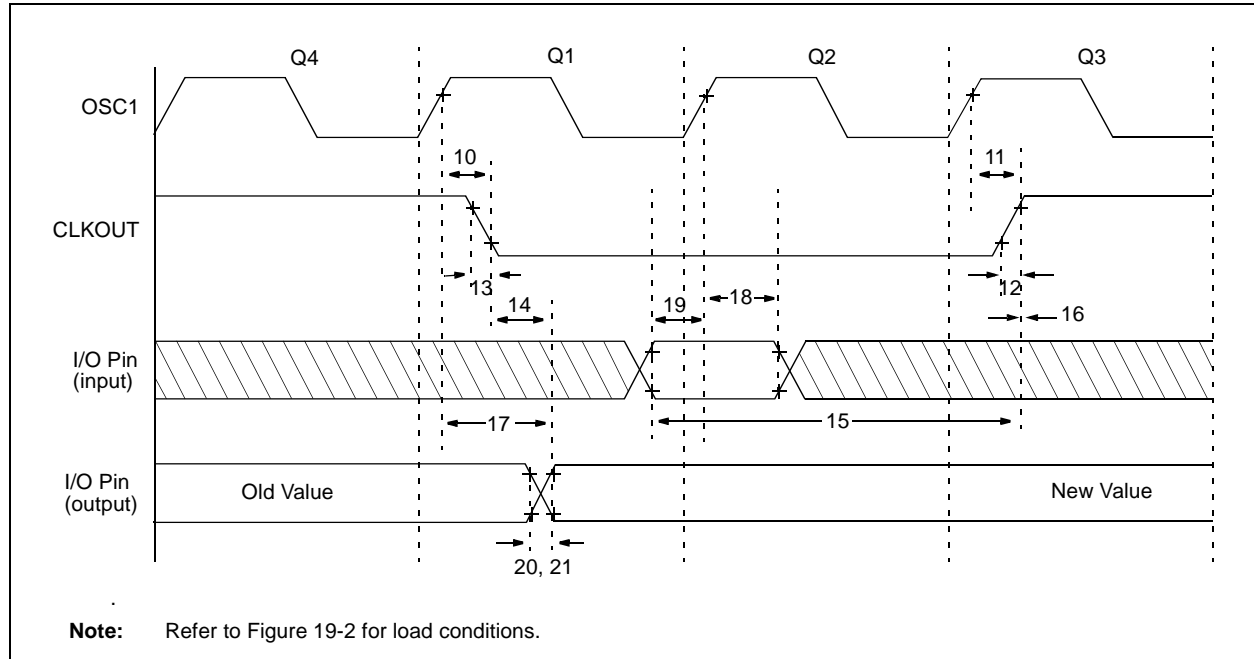 Q4 Q1 Q2 Q3
OSC1
10 11
CLKOUT
13 12
14 19 18 16
I/O Pin
(input)
17 15
I/O Pin
(output)
Old Value New Value
20, 21
.
Note: Refer to Figure 19-2 for load conditions.